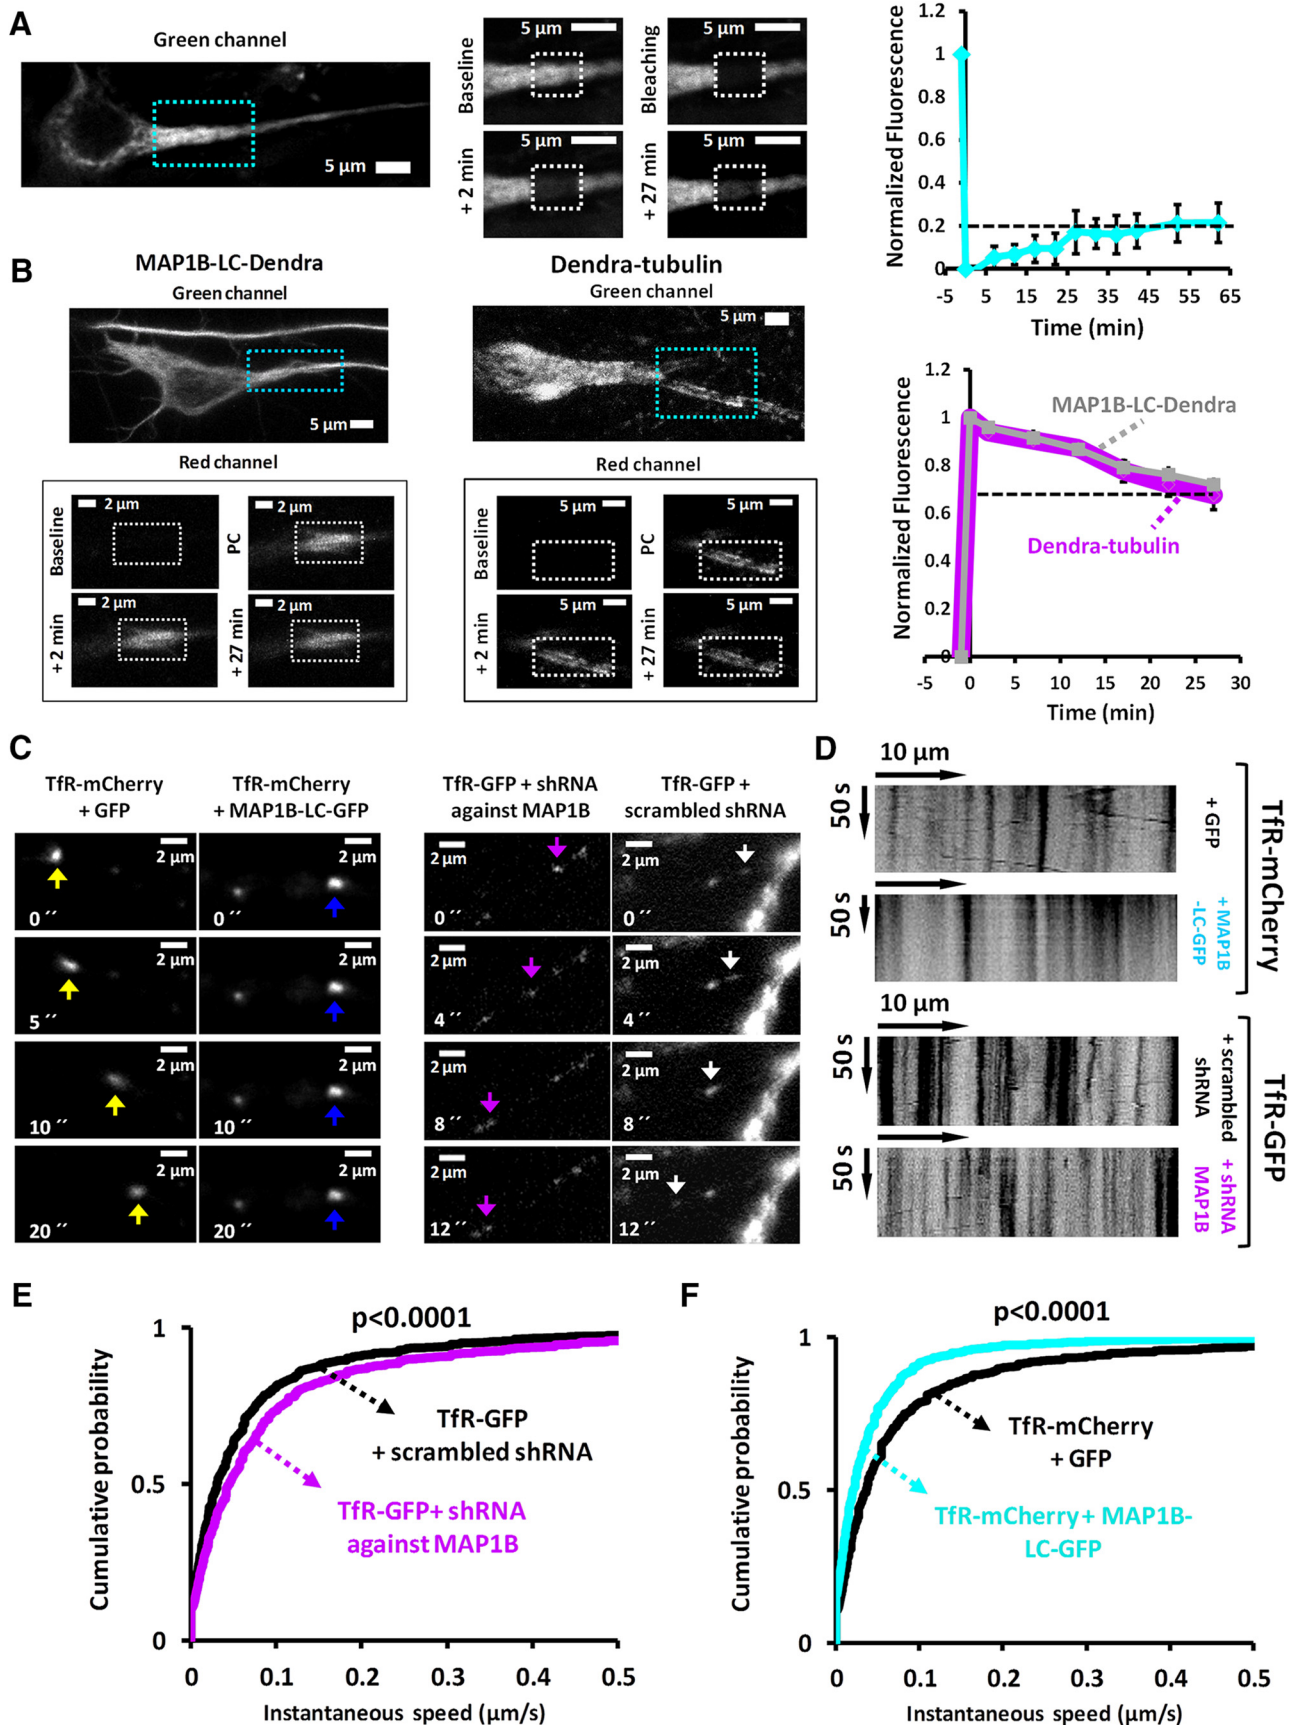 A
Green channel
5 µm
Baseline
5 µm
Bleaching
5 µm
+ 2 min
5 µm
+ 27 min
5 µm
Normalized Fluorescence
1.2
1
0.8
0.6
0.4
0.2
0
-5 5 15 25 35 45 55 65
Time (min)
B
MAP1B-LC-Dendra
Green channel
5 µm
Red channel
Baseline
2 µm
PC
2 µm
+ 2 min
2 µm
+ 27 min
2 µm
Dendra-tubulin
Green channel
5 µm
Red channel
Baseline
5 µm
PC
5 µm
+ 2 min
5 µm
+ 27 min
5 µm
Normalized Fluorescence
1.2
1
0.8
0.6
0.4
0.2
0
MAP1B-LC-Dendra
Dendra-tubulin
-5 0 5 10 15 20 25 30
Time (min)
C
TfR-mCherry
+ GFP
TfR-mCherry
+ MAP1B-LC-GFP
TfR-GFP + shRNA
against MAP1B
TfR-GFP +
scrambled shRNA
2 µm
0 ´´
2 µm
0 ´´
2 µm
0 ´´
2 µm
0 ´´
2 µm
5 ´´
2 µm
5 ´´
2 µm
4 ´´
2 µm
4 ´´
2 µm
10 ´´
2 µm
10 ´´
2 µm
8 ´´
2 µm
8 ´´
2 µm
20 ´´
2 µm
20 ´´
2 µm
12 ´´
2 µm
12 ´´
D
10 µm
50 s
+ GFP
50 s
+ MAP1B
-LC-GFP
TfR-mCherry
10 µm
50 s
+ scrambled
shRNA
50 s
+ shRNA
MAP1B
TfR-GFP
E
p<0.0001
Cumulative probability
1
0.5
0
TfR-GFP
+ scrambled shRNA
TfR-GFP+ shRNA
against MAP1B
0 0.1 0.2 0.3 0.4 0.5
Instantaneous speed (µm/s)
F
p<0.0001
Cumulative probability
1
0.5
0
TfR-mCherry
+ GFP
TfR-mCherry + MAP1B-
LC-GFP
0 0.1 0.2 0.3 0.4 0.5
Instantaneous speed (µm/s)